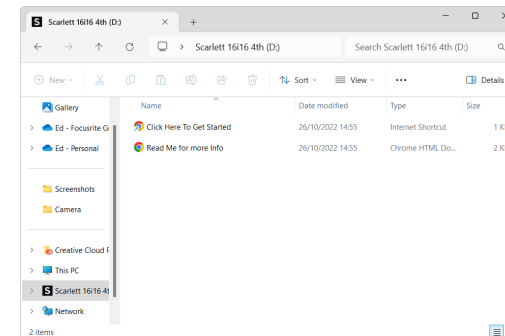 S Scarlett 16i16 4th (D:)
Scarlett 16i16 4th (D:) Search Scarlett 16i16 4th (D:)
New Sort View Details
Gallery
Ed - Focusrite Gr
Ed - Personal
Screenshots
Camera
Creative Cloud F
This PC
S Scarlett 16i16 4t
Network
Name Date modified Type Size
Click Here To Get Started 26/10/2022 14:55 Internet Shortcut 1 K
Read Me for more Info 26/10/2022 14:55 Chrome HTML Do... 2 K
2 items